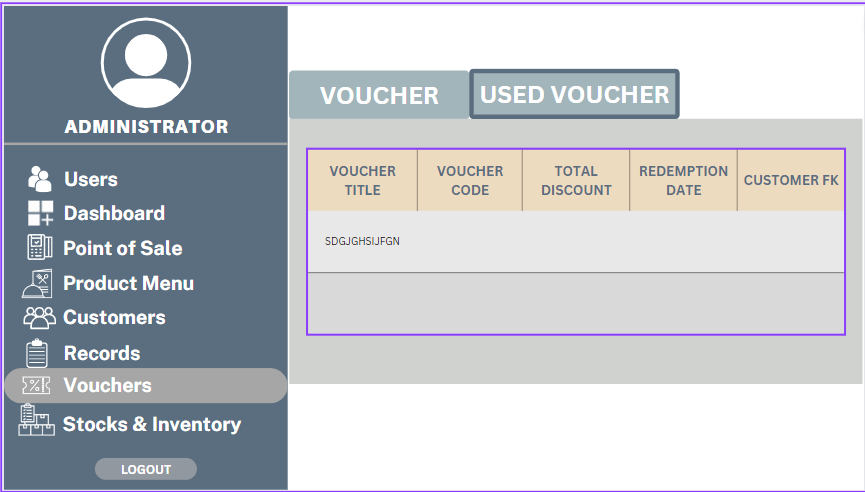 ADMINISTRATOR
Users
Dashboard
Point of Sale
Product Menu
Customers
Records
Vouchers
Stocks & Inventory
LOGOUT
VOUCHER
USED VOUCHER
VOUCHER
TITLE
VOUCHER
CODE
TOTAL
DISCOUNT
REDEMPTION
DATE
CUSTOMER FK
SDGJGHSIJFGN